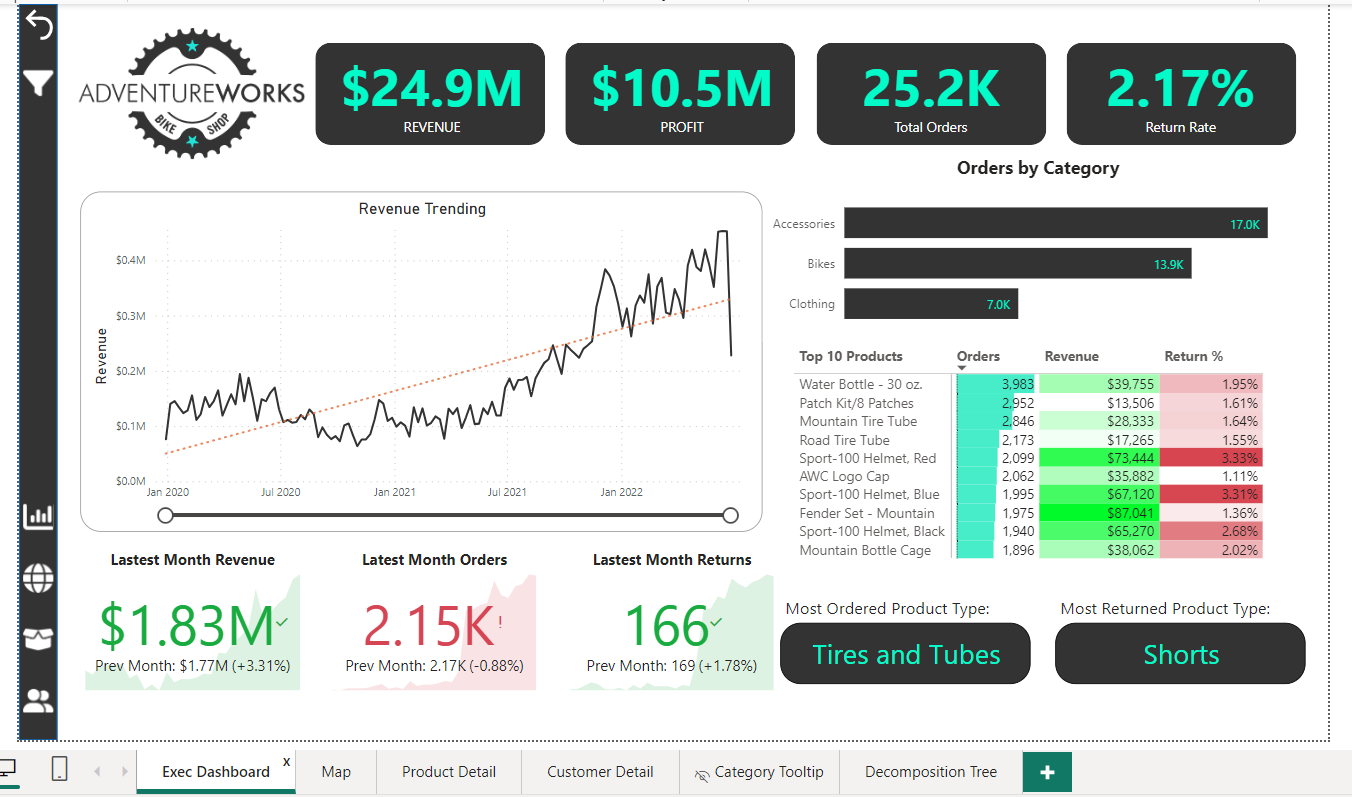 ADVENTUREWORKS
BIKE SHOP
$24.9M
REVENUE
$10.5M
PROFIT
25.2K
Total Orders
2.17%
Return Rate
Revenue Trending
Revenue
$0.4M
$0.3M
$0.2M
$0.1M
$0.0M
Jan 2020 Jul 2020 Jan 2021 Jul 2021 Jan 2022
Orders by Category
Accessories 17.0K
Bikes 13.9K
Clothing 7.0K
Top 10 Products Orders Revenue Return %
Water Bottle - 30 oz. 3,983 $39,755 1.95%
Patch Kit/8 Patches 2,952 $13,506 1.61%
Mountain Tire Tube 2,846 $28,333 1.64%
Road Tire Tube 2,173 $17,265 1.55%
Sport-100 Helmet, Red 2,099 $73,444 3.33%
AWC Logo Cap 2,062 $35,882 1.11%
Sport-100 Helmet, Blue 1,995 $67,120 3.31%
Fender Set - Mountain 1,975 $87,041 1.36%
Sport-100 Helmet, Black 1,940 $65,270 2.68%
Mountain Bottle Cage 1,896 $38,062 2.02%
Lastest Month Revenue
$1.83M
Prev Month: $1.77M (+3.31%)
Latest Month Orders
2.15K!
Prev Month: 2.17K (-0.88%)
Lastest Month Returns
166
Prev Month: 169 (+1.78%)
Most Ordered Product Type:
Tires and Tubes
Most Returned Product Type:
Shorts
Exec Dashboard x Map Product Detail Customer Detail Category Tooltip Decomposition Tree +